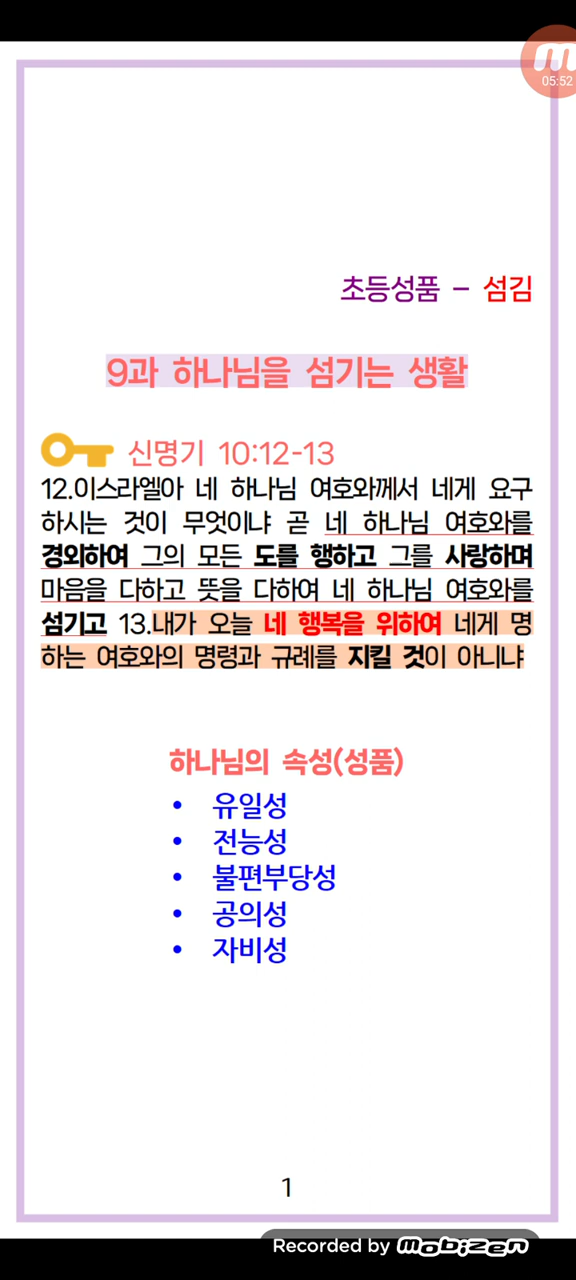 05:52
초등성품 – 섬김
9과 하나님을 섬기는 생활
신명기 10:12-13
12.이스라엘아 네 하나님 여호와께서 네게 요구
하시는 것이 무엇이냐 곧 네 하나님 여호와를
경외하여 그의 모든 도를 행하고 그를 사랑하며
마음을 다하고 뜻을 다하여 네 하나님 여호와를
섬기고 13.내가 오늘 네 행복을 위하여 네게 명
하는 여호와의 명령과 규례를 지킬 것이 아니냐
하나님의 속성(성품)
• 유일성
• 전능성
• 불편부당성
• 공의성
• 자비성
1
Recorded by mobizen